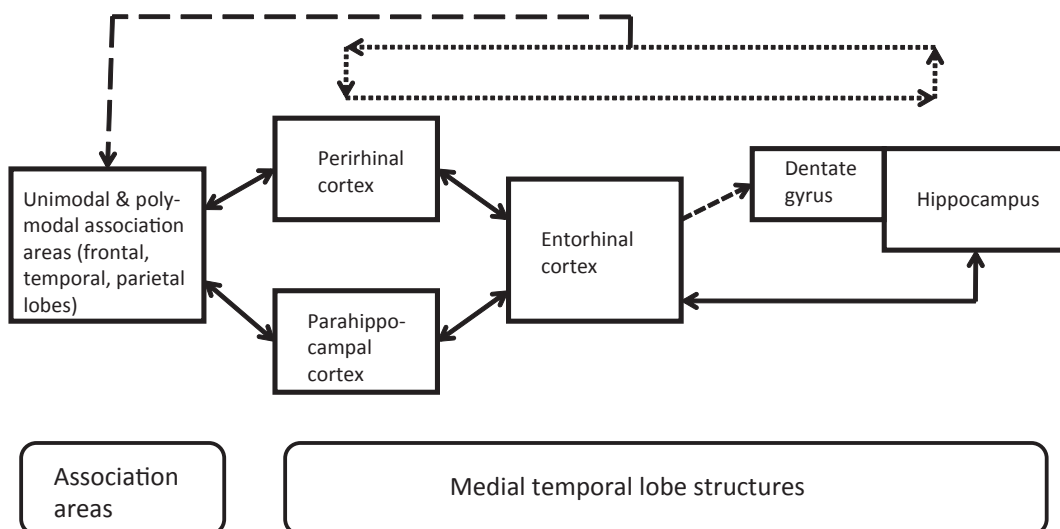 Perirhinal
cortex
Dentate
gyrus
Hippocampus
Unimodal & poly-
modal association
areas (frontal,
temporal, parietal
lobes)
Entorhinal
cortex
Parahippo-
campal
cortex
Association
areas
Medial temporal lobe structures